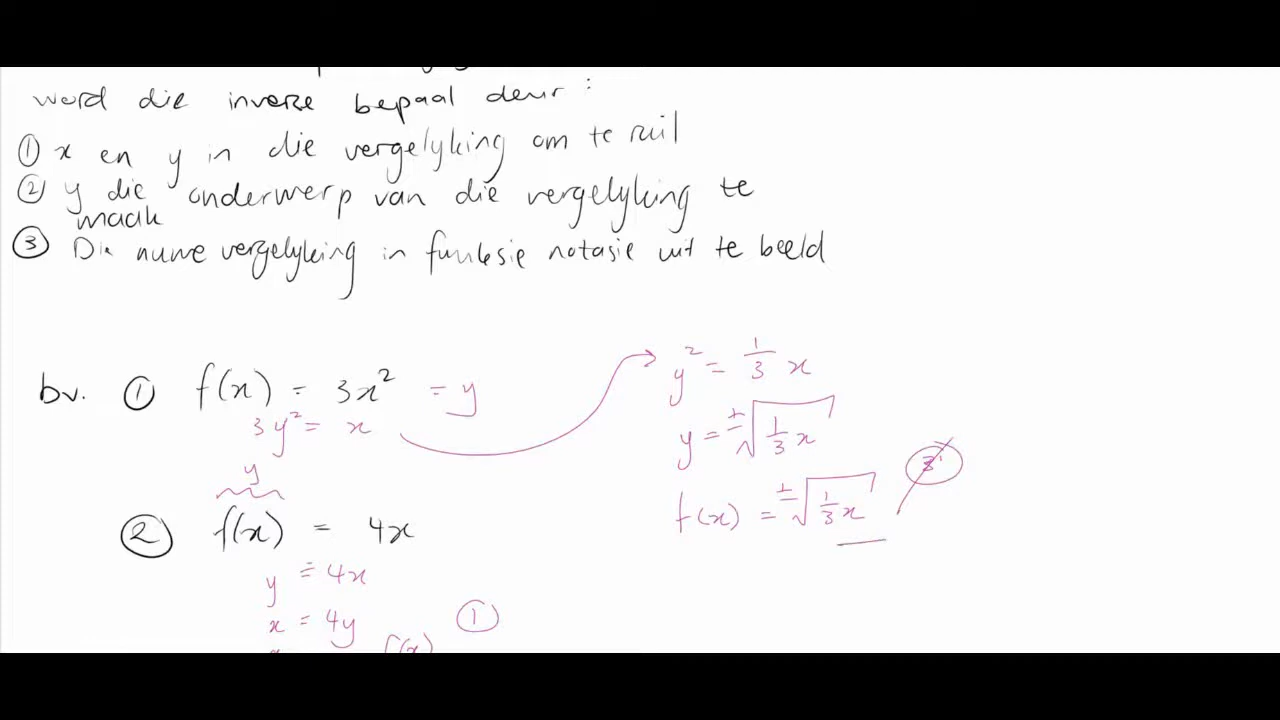 word die inverse bepaal deur :
① x en y in die vergelyking om te ruil
② y die onderwerp van die vergelyking te
maak
③ Die nuwe vergelyking in funksie notasie uit te beeld
bv. ① f(x) = 3x² = y
3y² = x
y² = 1/3 x
y = ±√(1/3 x)
f(x) = ±√(1/3 x)
y
② f(x) = 4x
y = 4x
x = 4y ①
f(x)